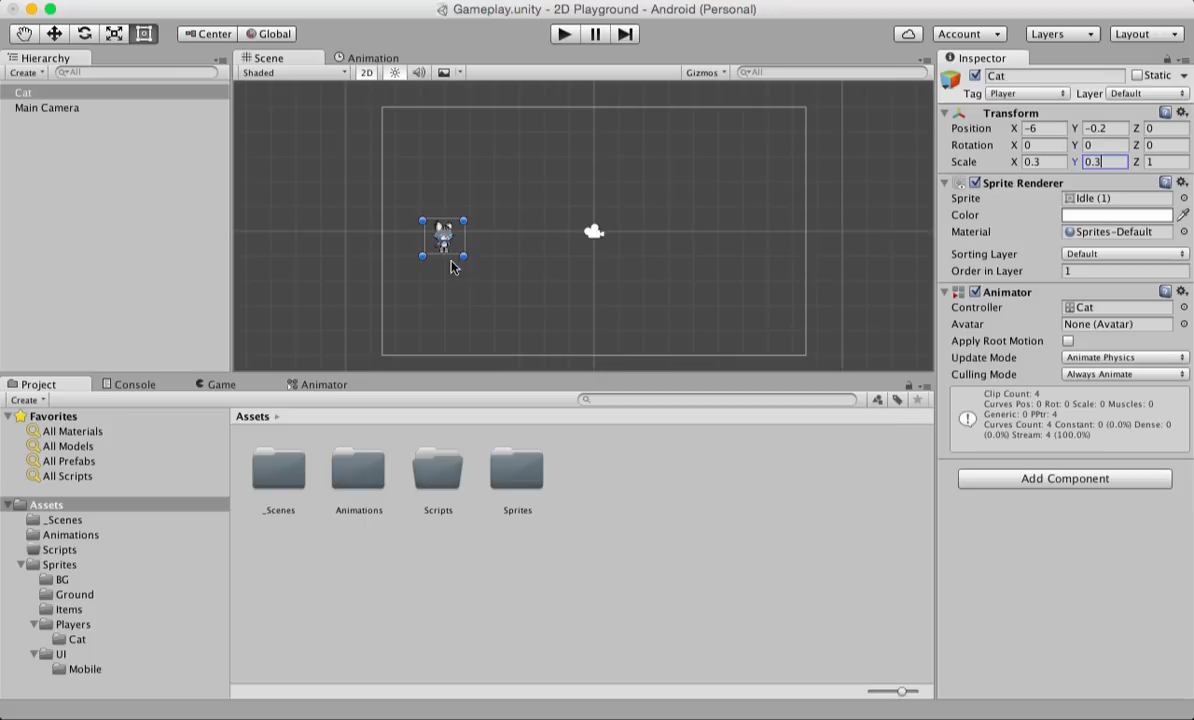 Gameplay.unity - 2D Playground - Android (Personal)
Center Global Account Layers Layout
Hierarchy Scene Animation Inspector
Create All Shaded 2D Gizmos All Cat Static
Tag Player Layer Default
Cat
Main Camera
Transform
Position X -6 Y -0.2 Z 0
Rotation X 0 Y 0 Z 0
Scale X 0.3 Y 0.3 Z 1
Sprite Renderer
Sprite Idle (1)
Color
Material Sprites-Default
Sorting Layer Default
Order in Layer 1
Animator
Controller Cat
Avatar None (Avatar)
Apply Root Motion
Update Mode Animate Physics
Culling Mode Always Animate
Clip Count: 4
Curves Pos: 0 Rot: 0 Scale: 0 Muscles: 0
Generic: 0 PPtr: 4
Curves Count: 4 Constant: 0 (0.0%) Dense: 0
(0.0%) Stream: 4 (100.0%)
Add Component
Project Console Game Animator
Create
Favorites
All Materials
All Models
All Prefabs
All Scripts
Assets
_Scenes
Animations
Scripts
Sprites
BG
Ground
Items
Players
Cat
UI
Mobile
Assets
_Scenes Animations Scripts Sprites